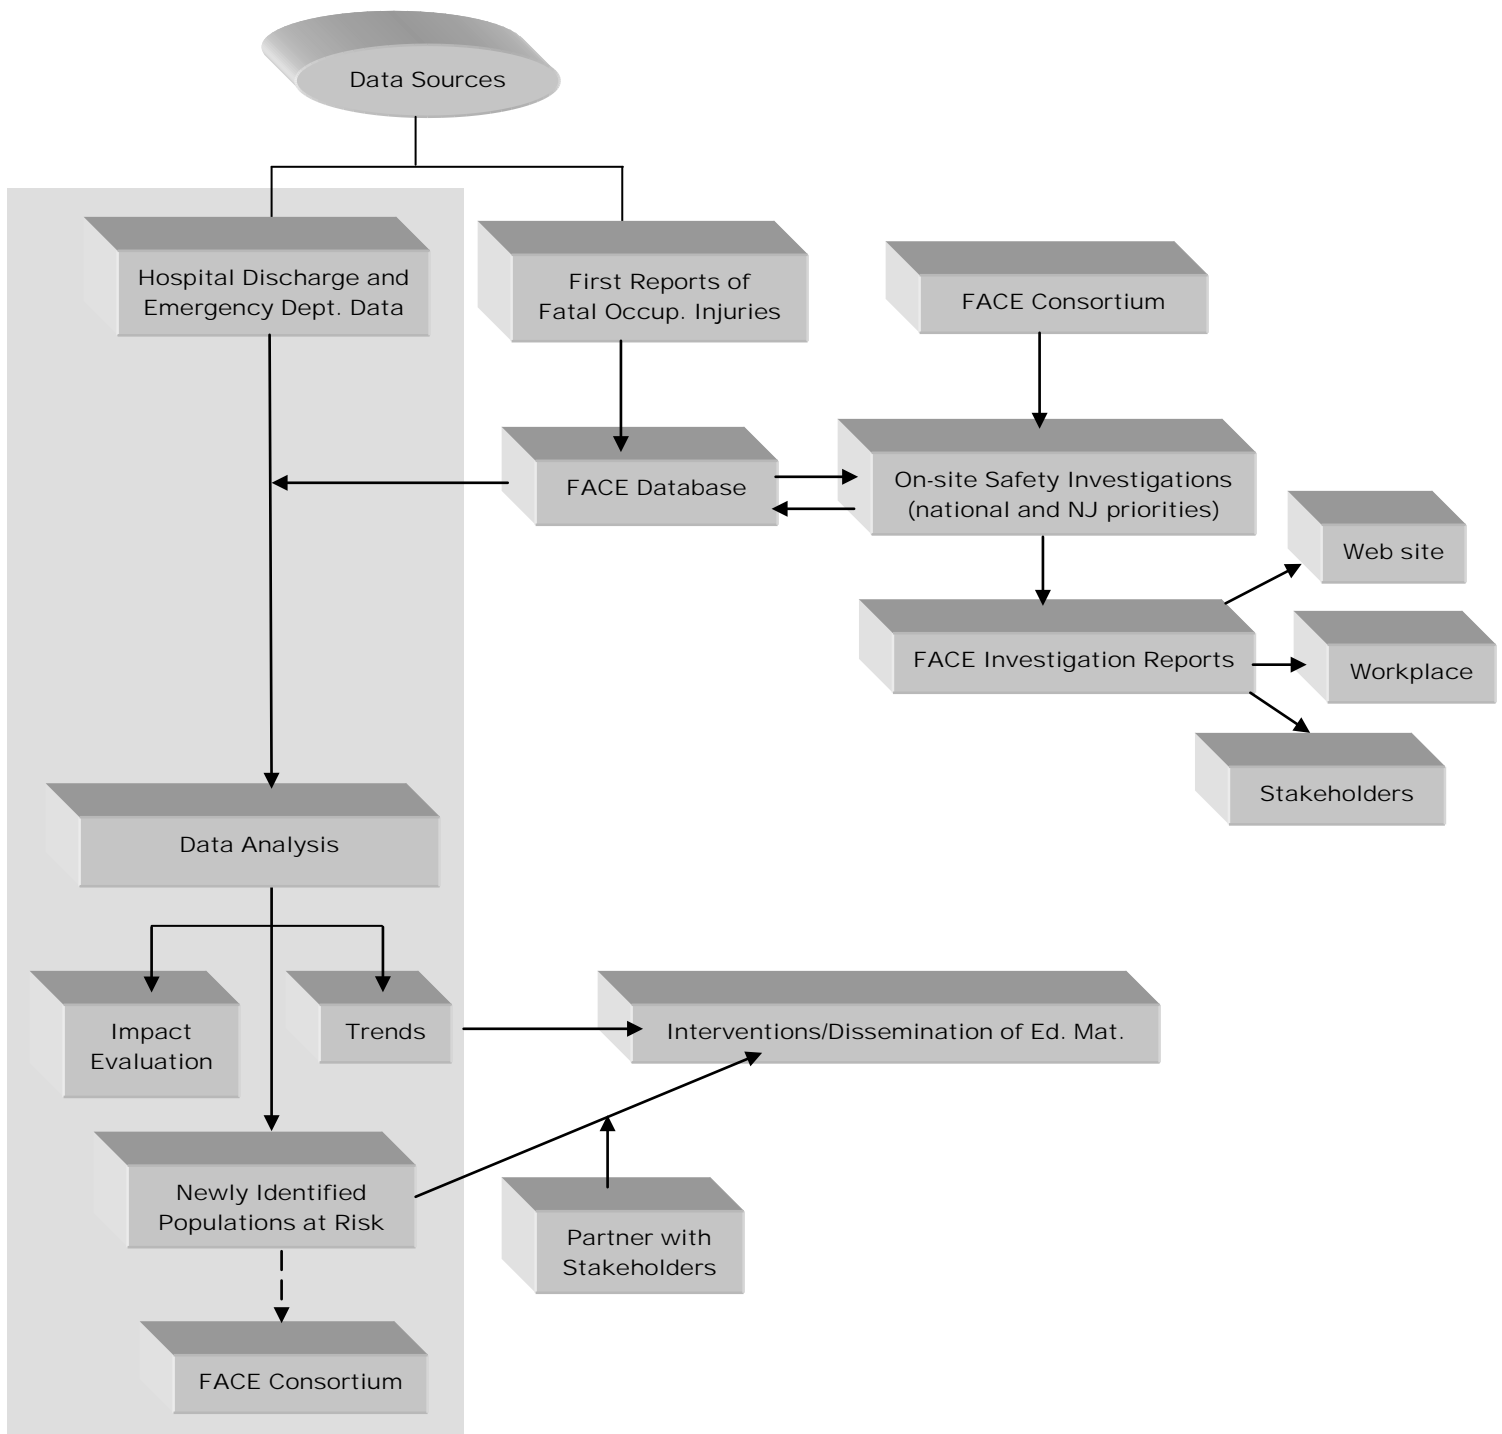 Data Sources
Hospital Discharge and
Emergency Dept. Data
First Reports of
Fatal Occup. Injuries
FACE Consortium
FACE Database
On-site Safety Investigations
(national and NJ priorities)
Web site
FACE Investigation Reports
Workplace
Stakeholders
Data Analysis
Impact
Evaluation
Trends
Interventions/Dissemination of Ed. Mat.
Newly Identified
Populations at Risk
Partner with
Stakeholders
FACE Consortium